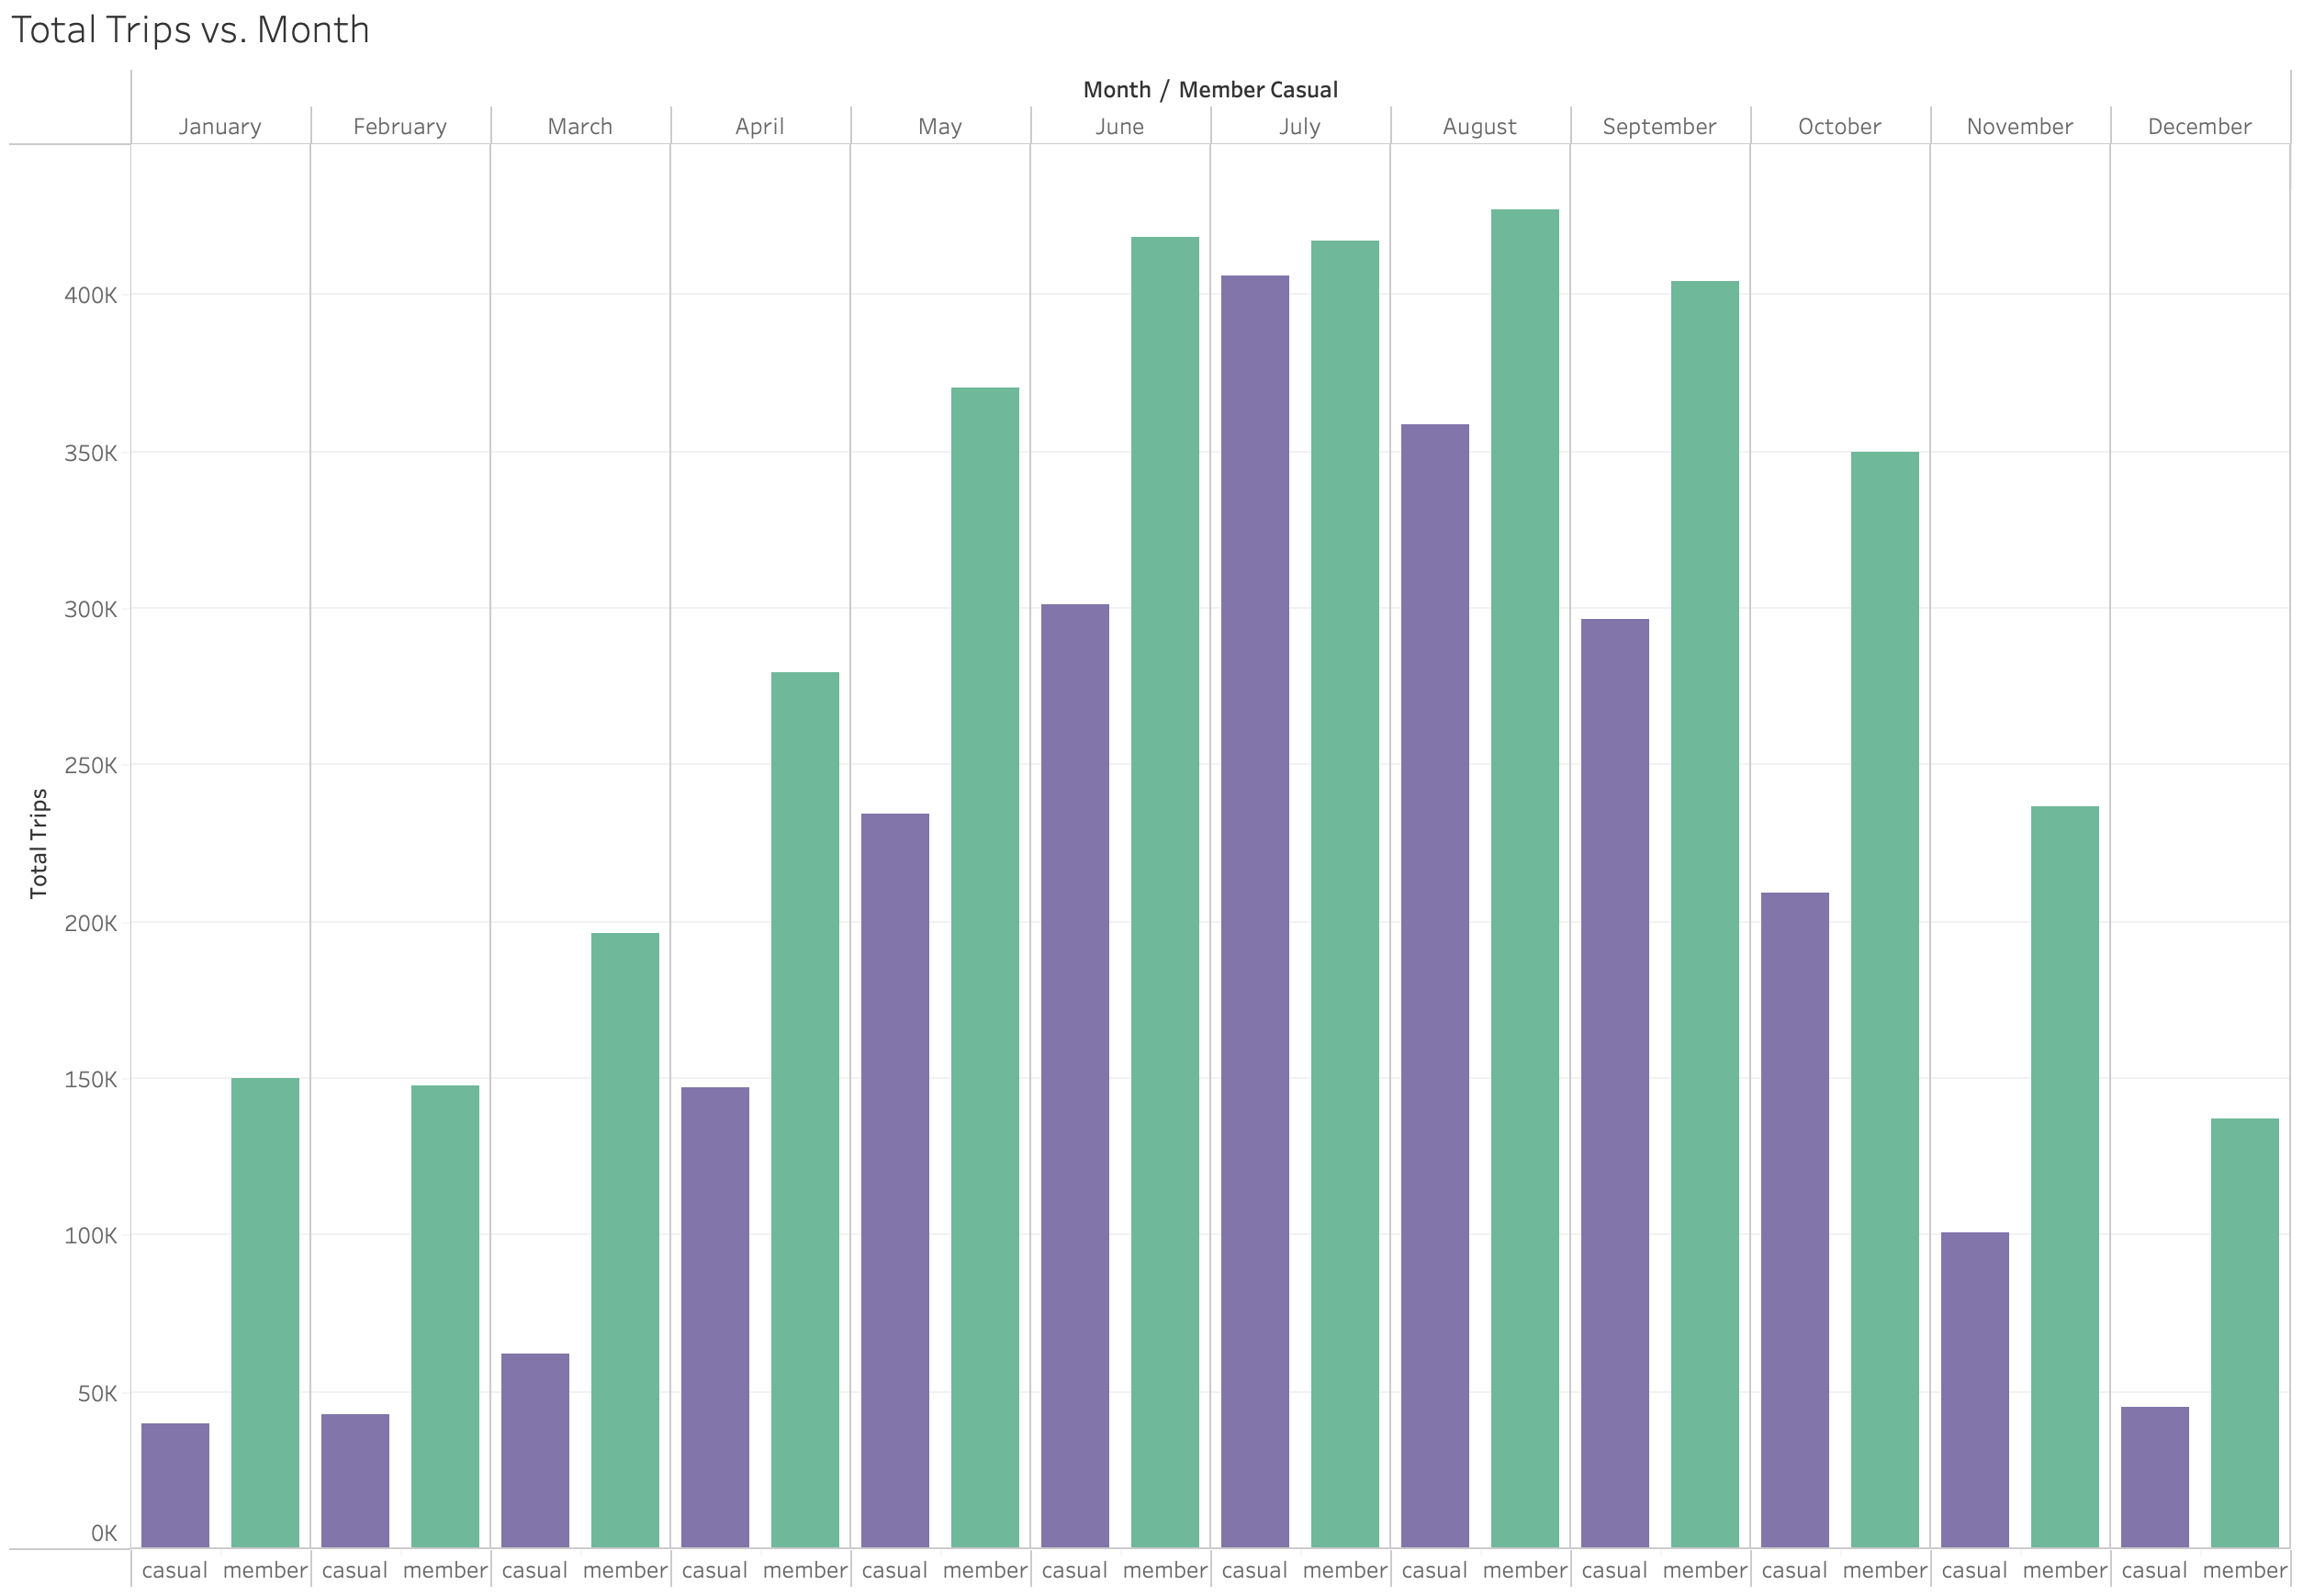 Total Trips vs. Month
Month / Member Casual
January February March April May June July August September October November December
Total Trips
400K
350K
300K
250K
200K
150K
100K
50K
0K
casual member casual member casual member casual member casual member casual member casual member casual member casual member casual member casual member casual member